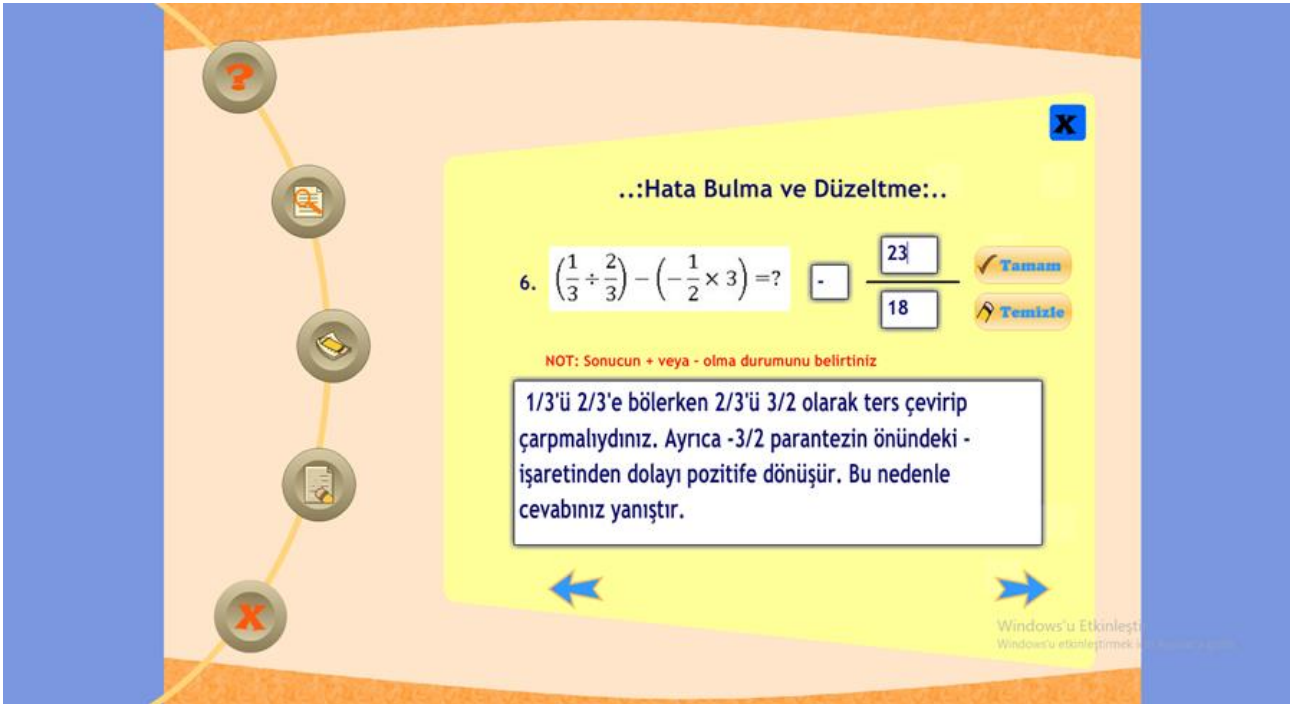 ?
X
..:Hata Bulma ve Düzeltme:..
6. (1/3 ÷ 2/3) − (−1/2 × 3) =? - 23/18
Tamam
Temizle
NOT: Sonucun + veya - olma durumunu belirtiniz
1/3'ü 2/3'e bölerken 2/3'ü 3/2 olarak ters çevirip
çarpmalıydınız. Ayrıca -3/2 parantezin önündeki -
işaretinden dolayı pozitife dönüşür. Bu nedenle
cevabınız yanıştır.
X
Windows'u Etkinleşti
Windows'u etkinleştirmek